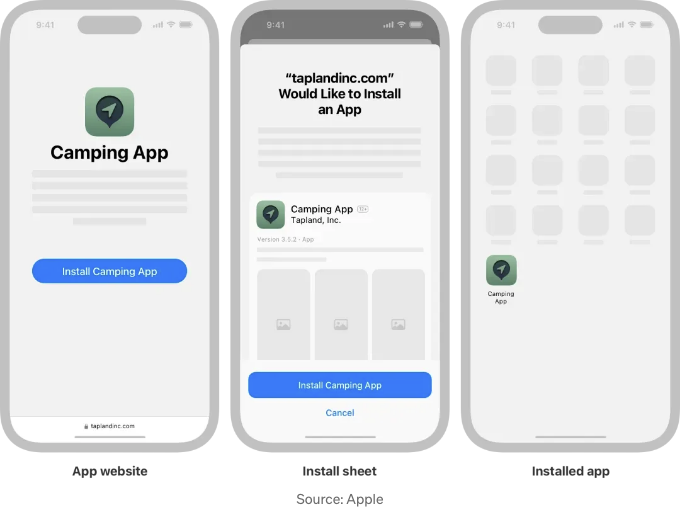 9:41
Camping App
Install Camping App
taplandinc.com
App website
9:41
“taplandinc.com”
Would Like to Install
an App
Camping App
Tapland, Inc.
Version 3.5.2 · App
Install Camping App
Cancel
Install sheet
9:41
Camping
App
Installed app
Source: Apple